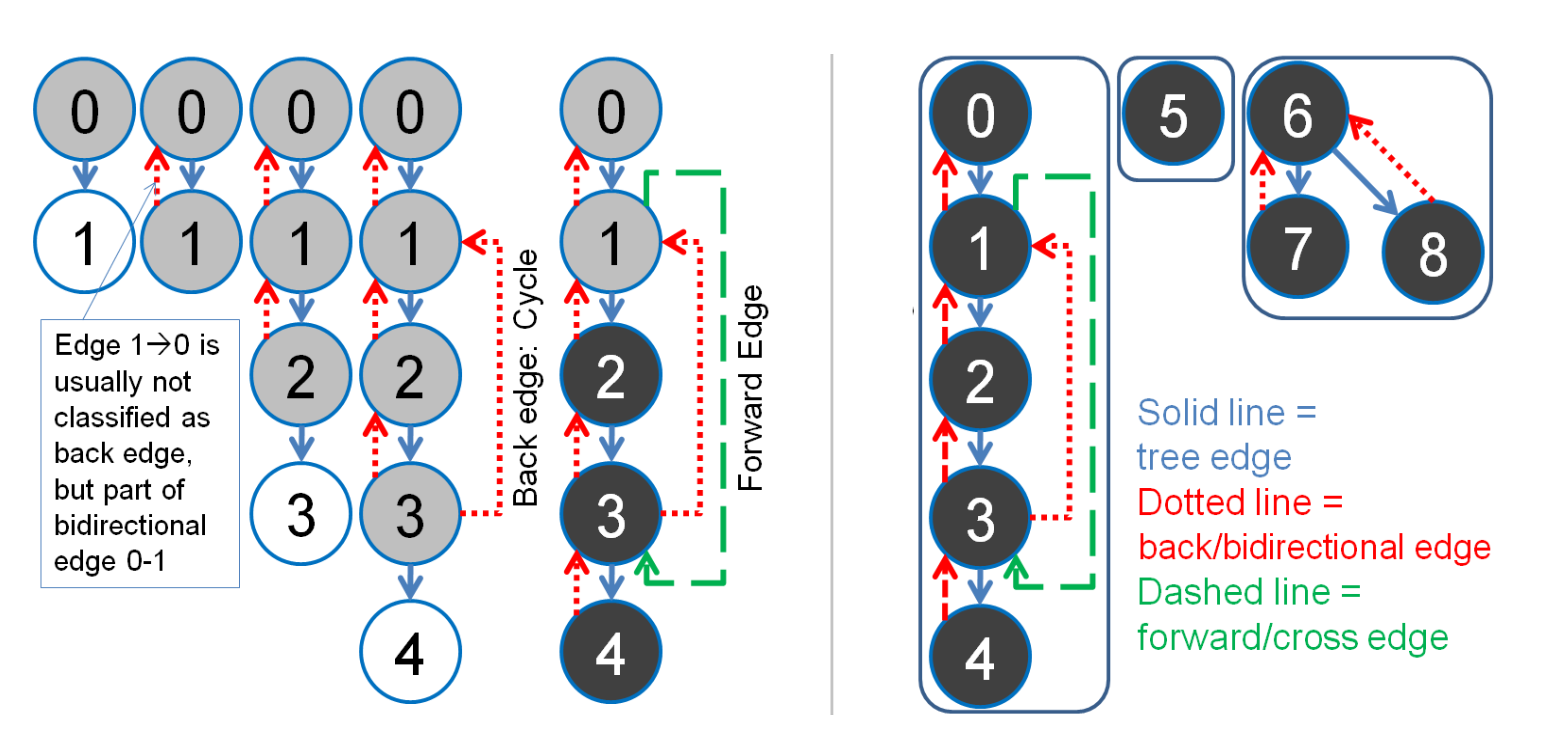 0 0 0 0 0
1 1 1 1 1
2 2 2
3 3 3
4 4
Edge 1→0 is
usually not
classified as
back edge,
but part of
bidirectional
edge 0-1
Back edge: Cycle
Forward Edge
0 5 6
1 7 8
2
3
4
Solid line =
tree edge
Dotted line =
back/bidirectional edge
Dashed line =
forward/cross edge